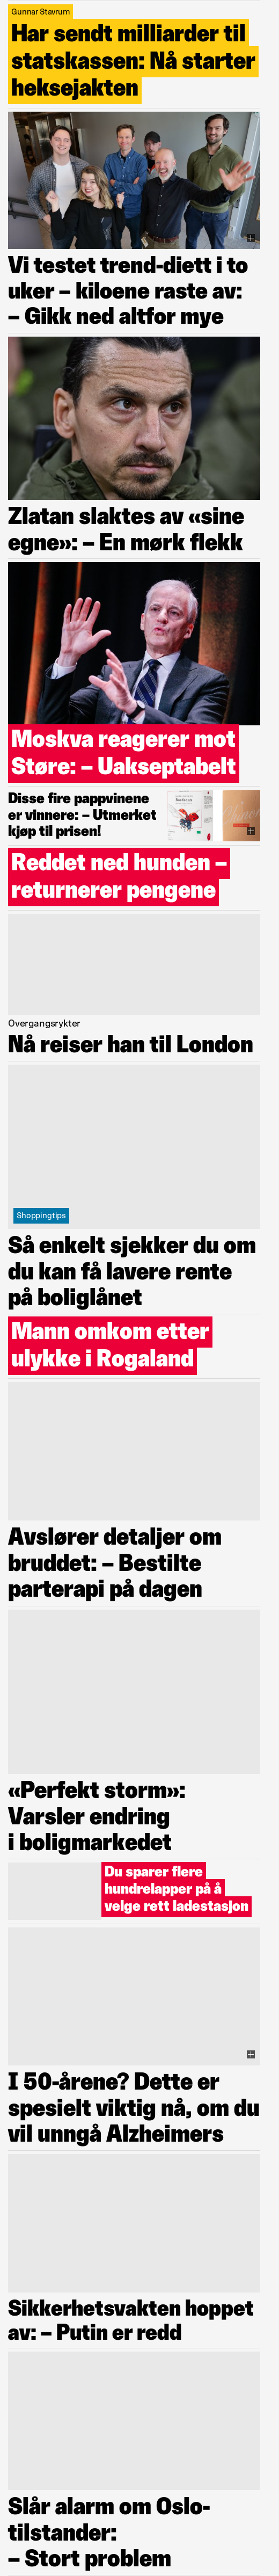 Gunnar Stavrum
Har sendt milliarder til
statskassen: Nå starter
heksejakten
Vi testet trend-diett i to
uker – kiloene raste av:
– Gikk ned altfor mye
Zlatan slaktes av «sine
egne»: – En mørk flekk
Moskva reagerer mot
Støre: – Uakseptabelt
Disse fire pappvinene
er vinnere: – Utmerket
kjøp til prisen!
Reddet ned hunden –
returnerer pengene
Overgangsrykter
Nå reiser han til London
Shoppingtips
Så enkelt sjekker du om
du kan få lavere rente
på boliglånet
Mann omkom etter
ulykke i Rogaland
Avslører detaljer om
bruddet: – Bestilte
parterapi på dagen
«Perfekt storm»:
Varsler endring
i boligmarkedet
Du sparer flere
hundrelapper på å
velge rett ladestasjon
I 50-årene? Dette er
spesielt viktig nå, om du
vil unngå Alzheimers
Sikkerhetsvakten hoppet
av: – Putin er redd
Slår alarm om Oslo-
tilstander:
– Stort problem